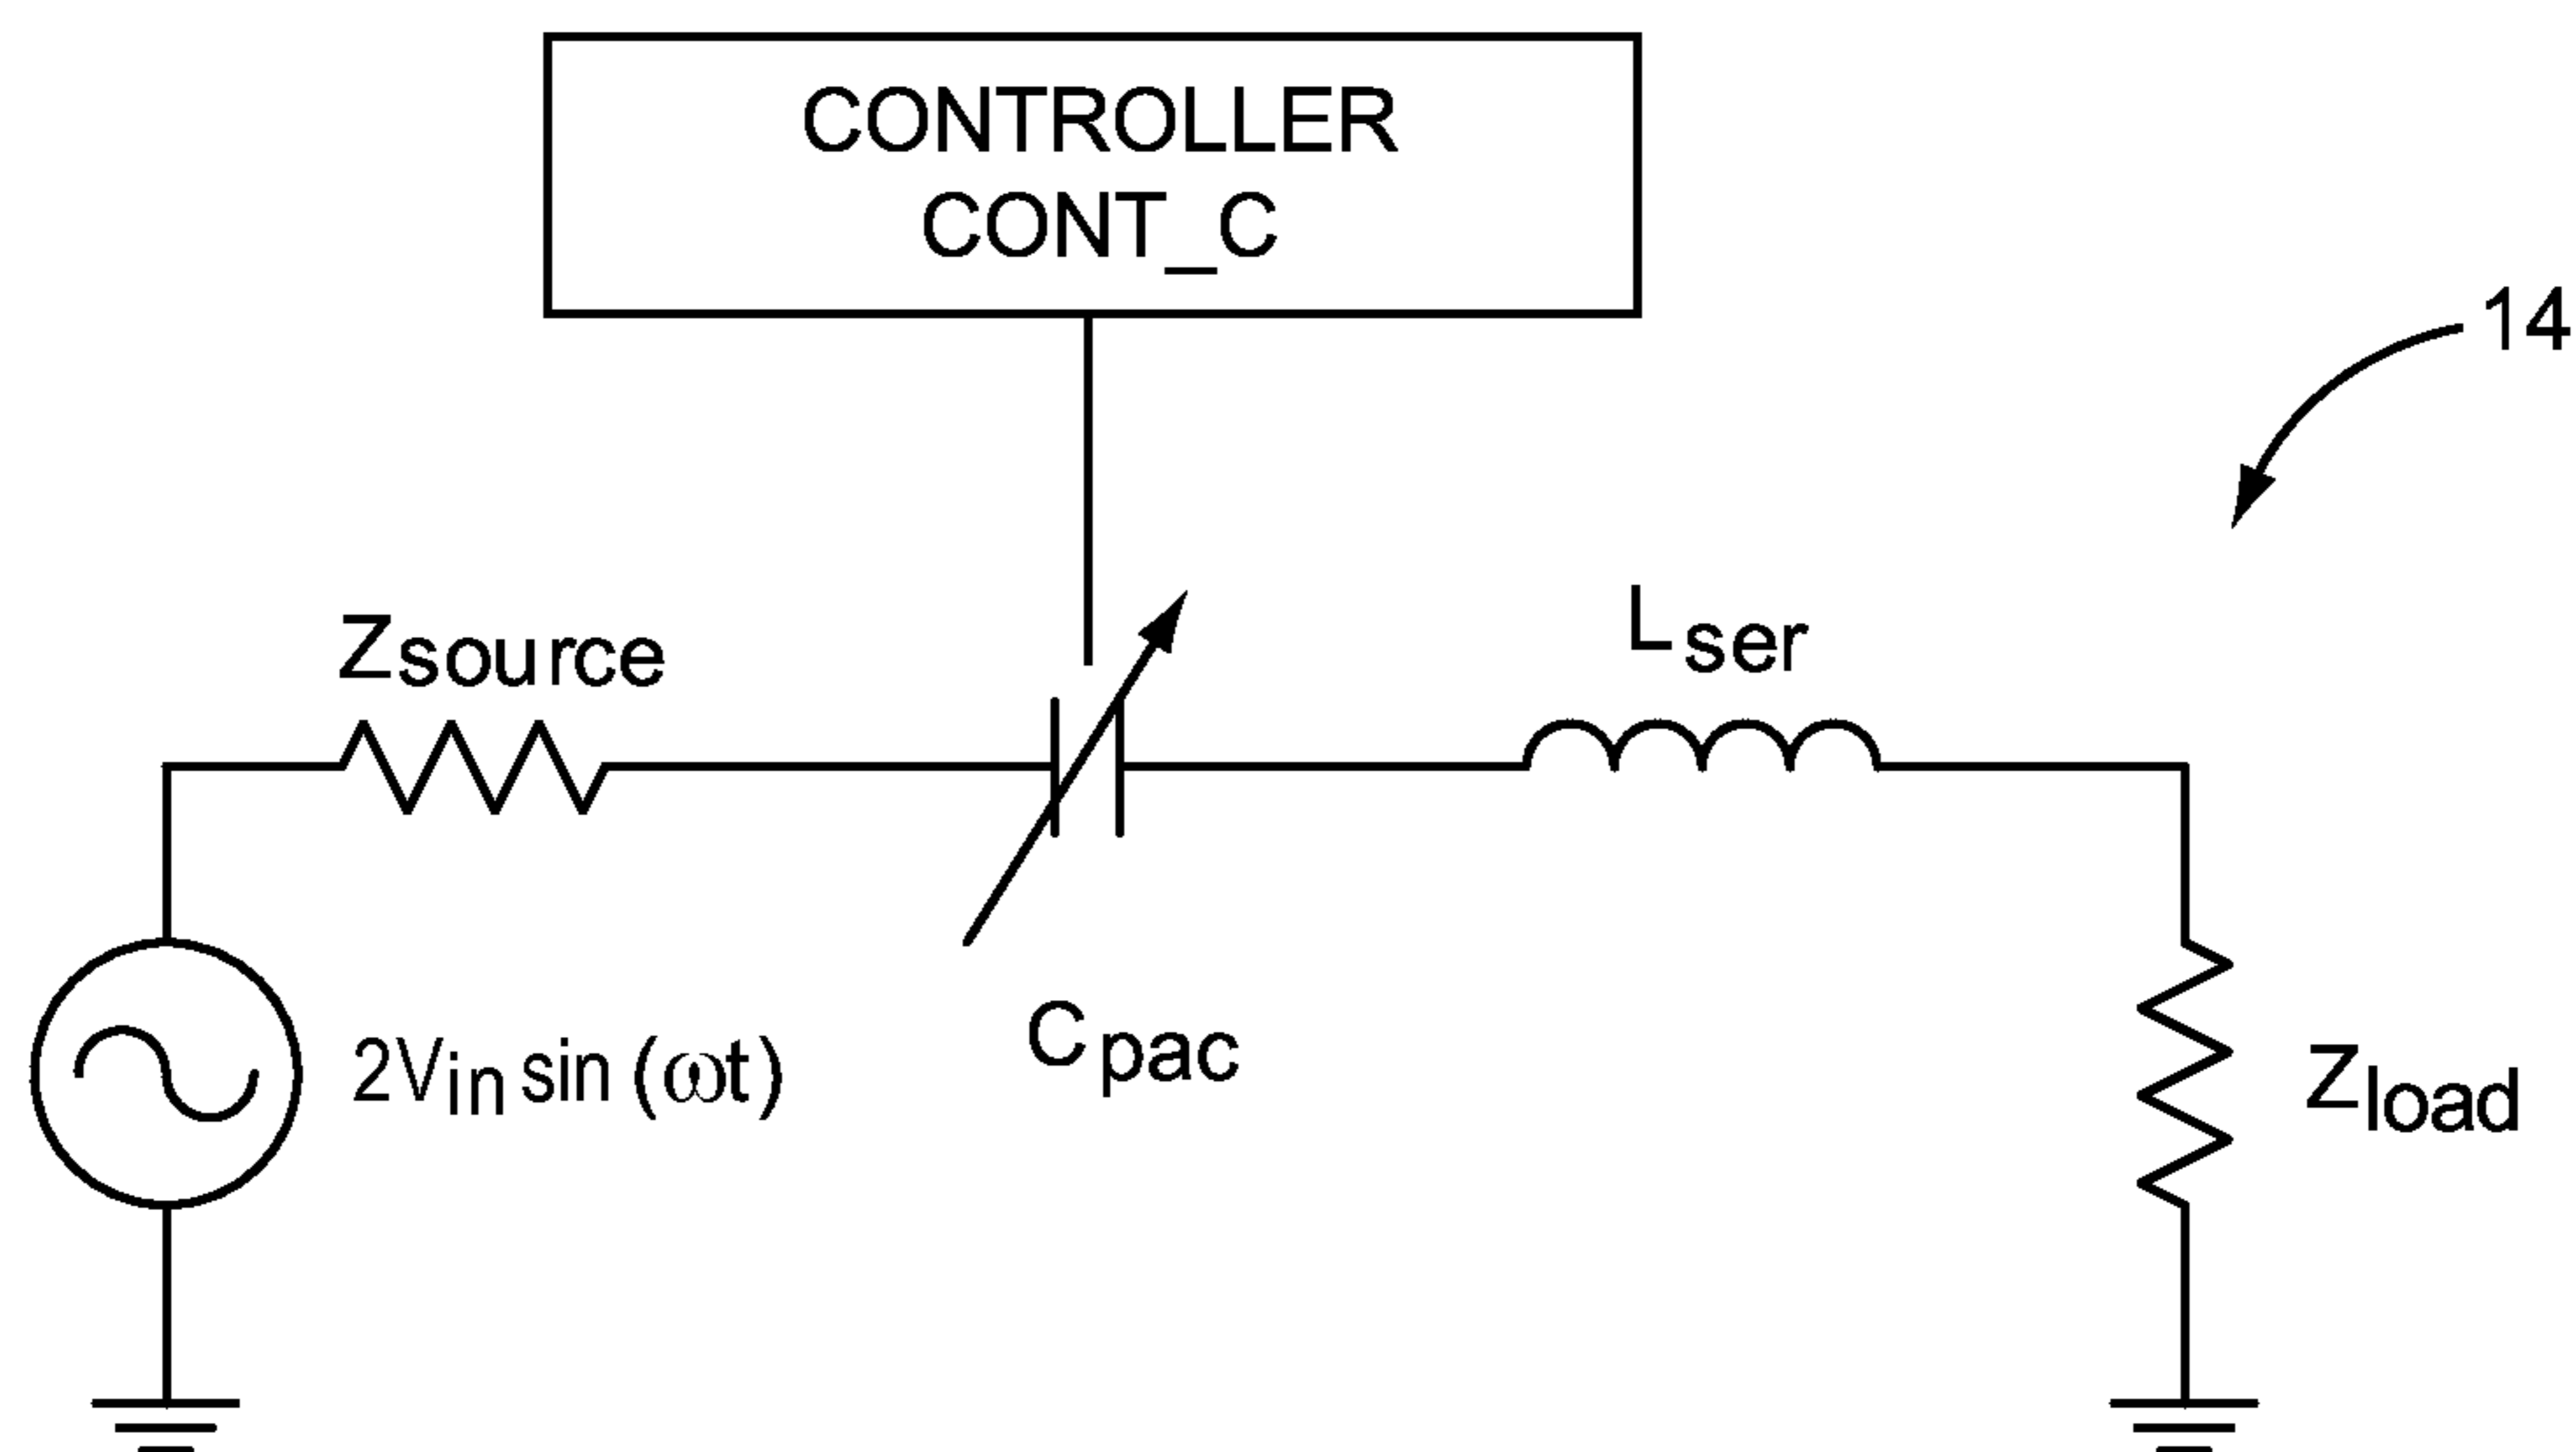 CONTROLLER
CONT_C
14
Zsource
Lser
Cpac
2Vin sin (ωt)
Zload